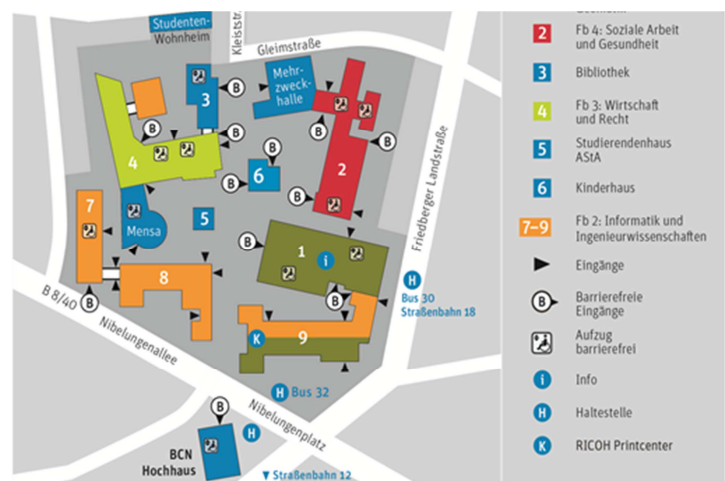 Studenten-
Wohnheim
Kleiststr.
Gleimstraße
Mehr-
zweck-
halle
B
3
B
B
B
B
4
2
B
6
B
B
7
Mensa
5
B
1
i
8
B
B
9
K
B 8/40
Nibelungenallee
Friedberger Landstraße
H
Bus 30
Straßenbahn 18
H Bus 32
Nibelungenplatz
B
H
BCN
Hochhaus
Straßenbahn 12
2 Fb 4: Soziale Arbeit
und Gesundheit
3 Bibliothek
4 Fb 3: Wirtschaft
und Recht
5 Studierendenhaus
AStA
6 Kinderhaus
7–9 Fb 2: Informatik und
Ingenieurwissenschaften
Eingänge
B Barrierefreie
Eingänge
Aufzug
barrierefrei
i Info
H Haltestelle
K RICOH Printcenter